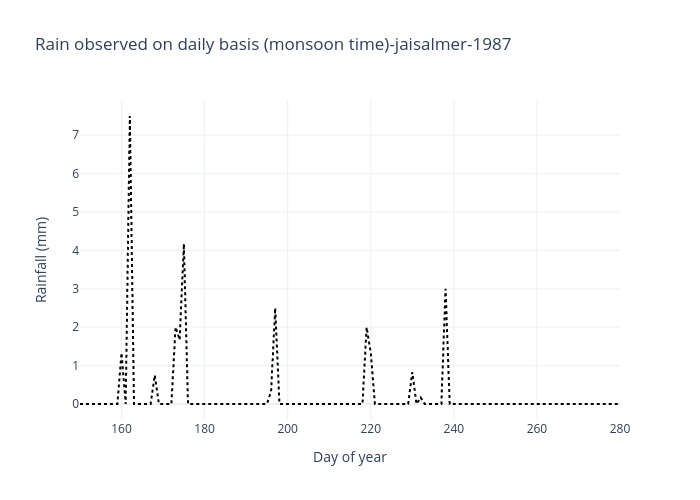 Rain observed on daily basis (monsoon time)-jaisalmer-1987
7
6
5
4
3
2
1
0
Rainfall (mm)
160 180 200 220 240 260 280
Day of year